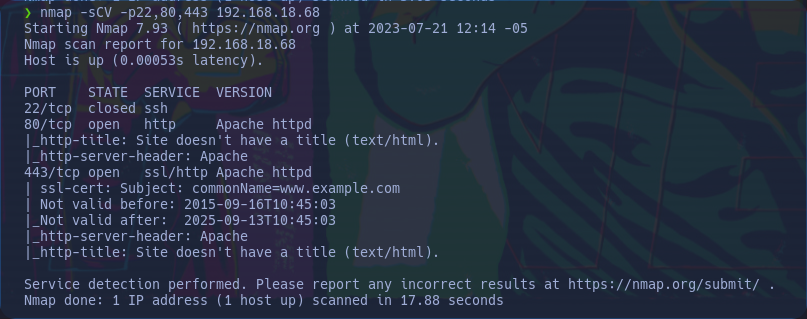 ❯ nmap -sCV -p22,80,443 192.168.18.68
Starting Nmap 7.93 ( https://nmap.org ) at 2023-07-21 12:14 -05
Nmap scan report for 192.168.18.68
Host is up (0.00053s latency).
PORT    STATE  SERVICE  VERSION
22/tcp  closed ssh
80/tcp  open   http     Apache httpd
|_http-title: Site doesn't have a title (text/html).
|_http-server-header: Apache
443/tcp open   ssl/http Apache httpd
| ssl-cert: Subject: commonName=www.example.com
| Not valid before: 2015-09-16T10:45:03
|_Not valid after:  2025-09-13T10:45:03
|_http-server-header: Apache
|_http-title: Site doesn't have a title (text/html).
Service detection performed. Please report any incorrect results at https://nmap.org/submit/ .
Nmap done: 1 IP address (1 host up) scanned in 17.88 seconds